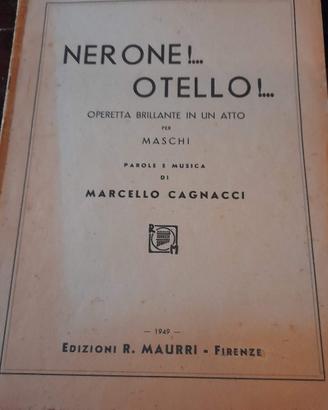 NERONE!...
OTELLO!...
OPERETTA BRILLANTE IN UN ATTO
PER
MASCHI
PAROLE E MUSICA
DI
MARCELLO CAGNACCI
R M
— 1949 —
EDIZIONI R. MAURRI - FIRENZE